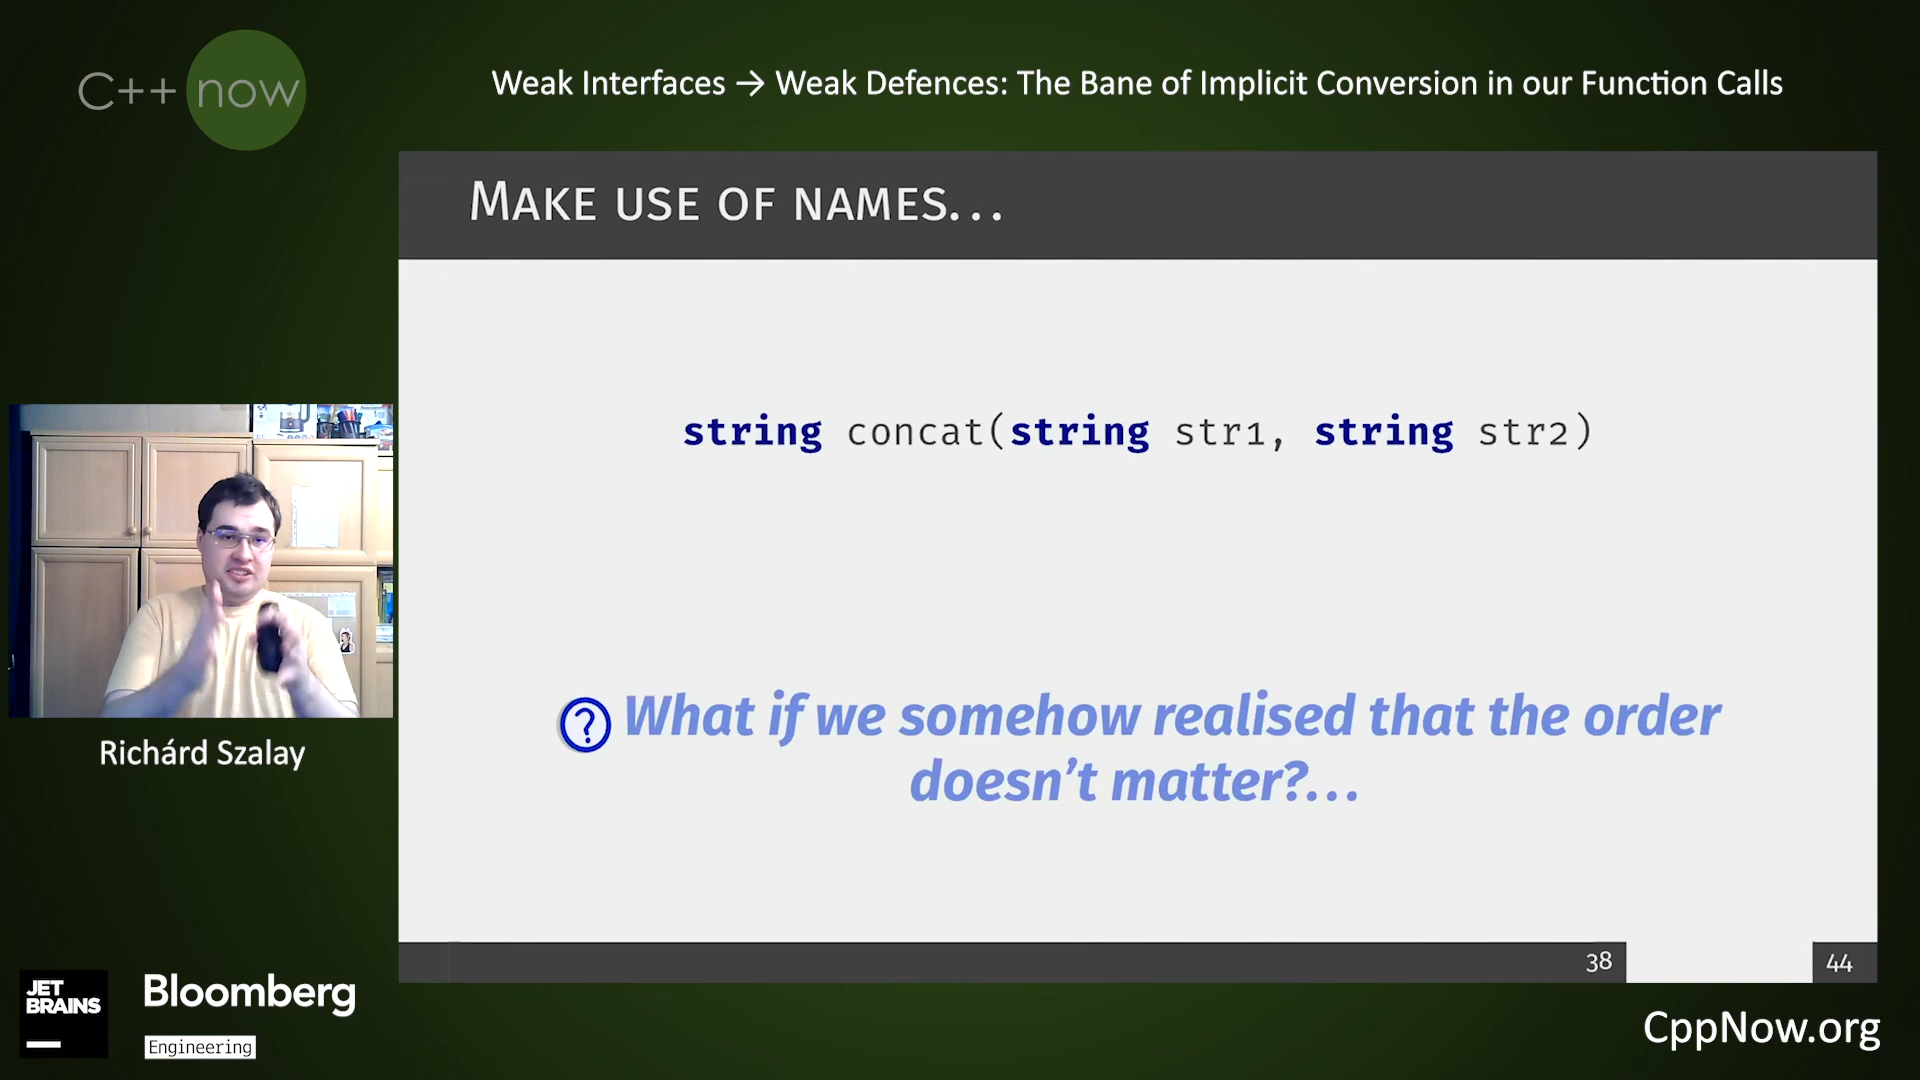 C++ now
Weak Interfaces → Weak Defences: The Bane of Implicit Conversion in our Function Calls
MAKE USE OF NAMES...
string concat(string str1, string str2)
? What if we somehow realised that the order
doesn't matter?...
38
44
Richárd Szalay
JET
BRAINS
Bloomberg
Engineering
CppNow.org